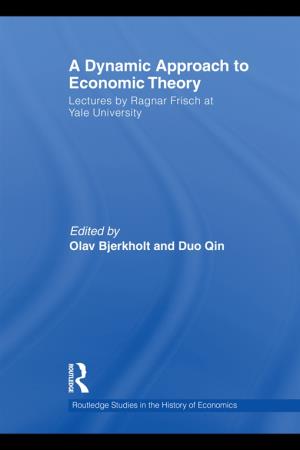 A Dynamic Approach to
Economic Theory
Lectures by Ragnar Frisch at
Yale University
Edited by
Olav Bjerkholt and Duo Qin
ROUTLEDGE
Routledge Studies in the History of Economics